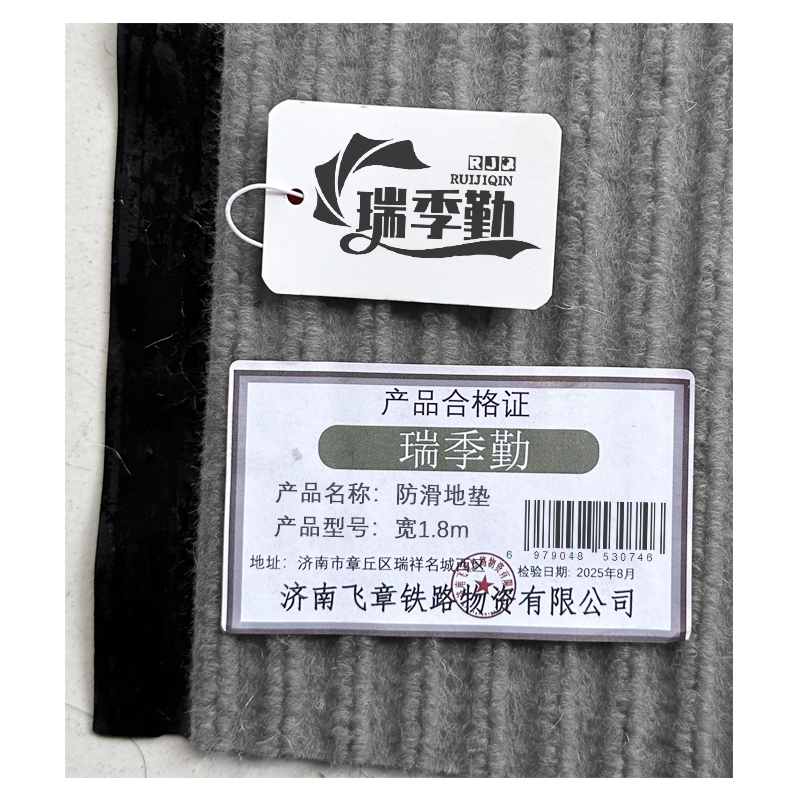 RJQ
RUIJIQIN
瑞季勤
产品合格证
瑞季勤
产品名称：防滑地垫
产品型号：宽1.8m
6 979048 530746
地址：济南市章丘区瑞祥名城西区
检验日期：2025年8月
济南飞章铁路物资有限公司